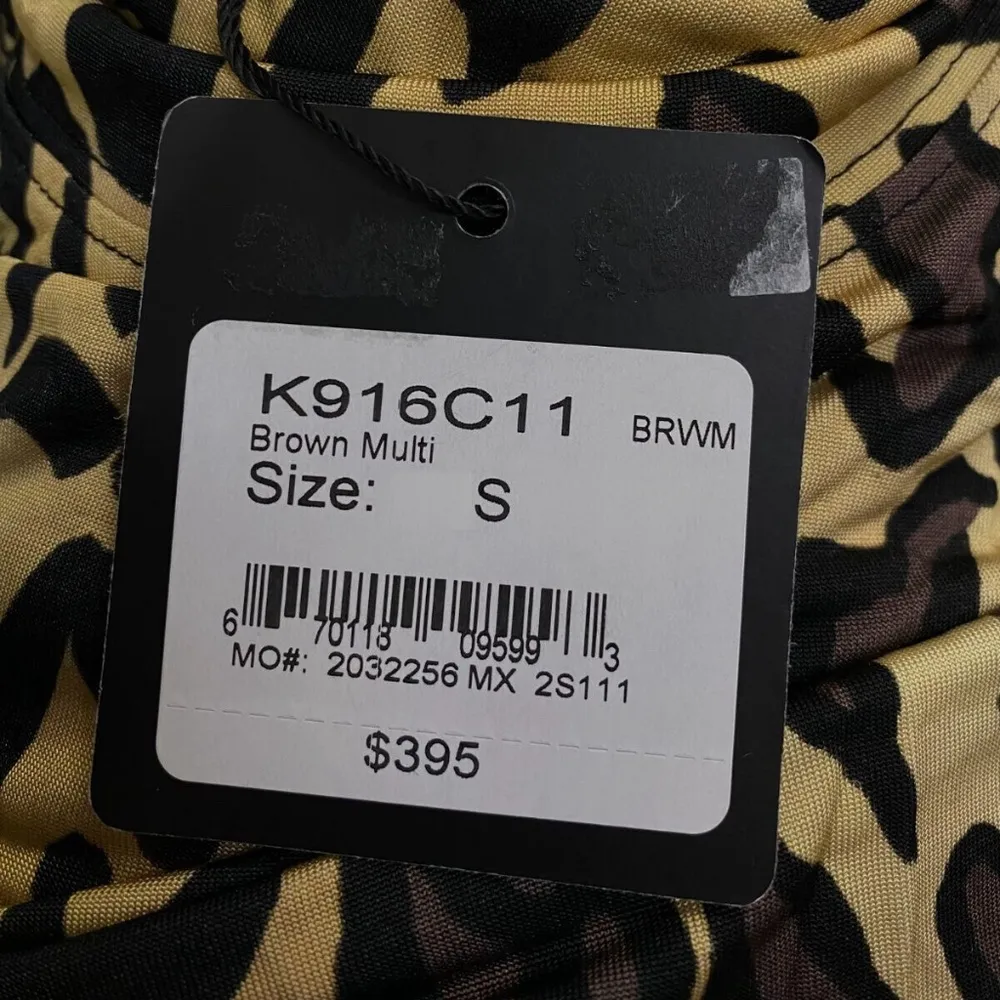 K916C11 BRWM
Brown Multi
Size: S
6 70118 09599 3
MO#: 2032256 MX 2S111
$395